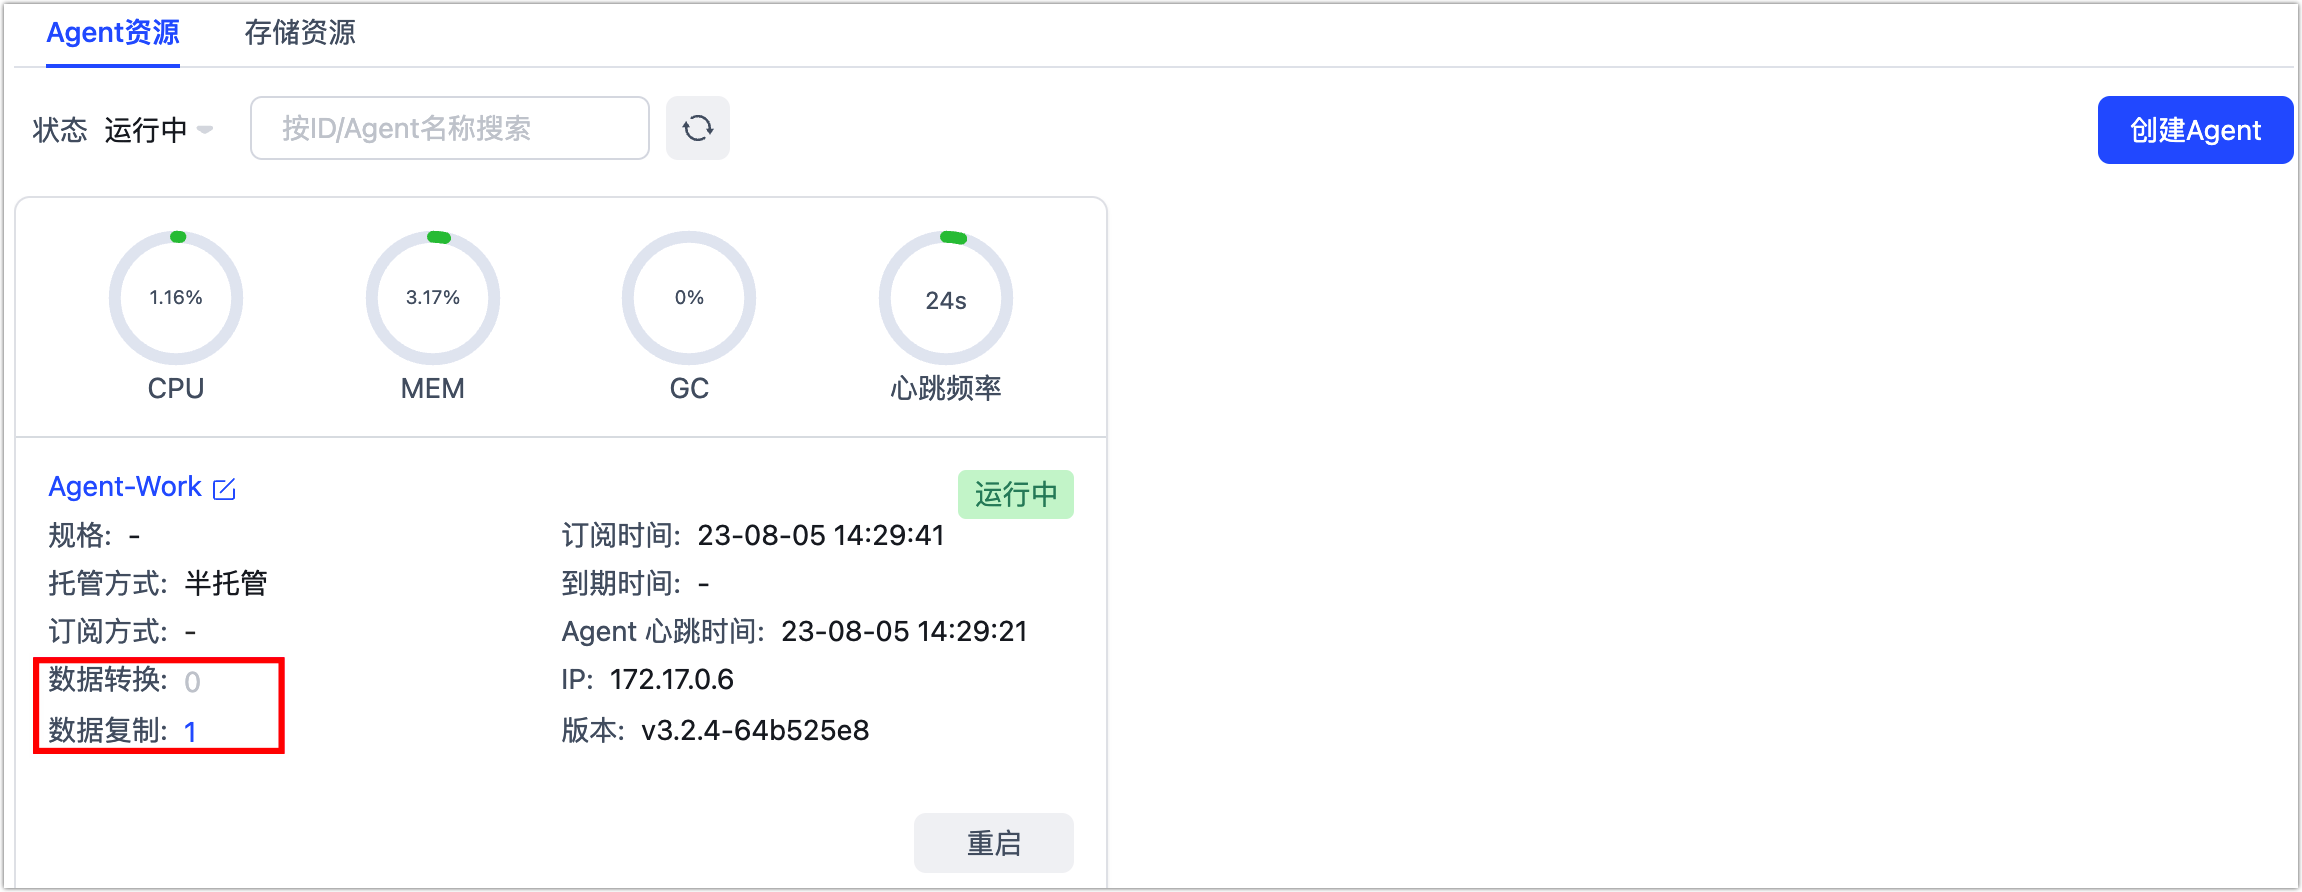 Agent资源 存储资源
状态 运行中 按ID/Agent名称搜索 创建Agent
1.16% 3.17% 0% 24s
CPU MEM GC 心跳频率
Agent-Work 运行中
规格: - 订阅时间: 23-08-05 14:29:41
托管方式: 半托管 到期时间: -
订阅方式: - Agent 心跳时间: 23-08-05 14:29:21
数据转换: 0 IP: 172.17.0.6
数据复制: 1 版本: v3.2.4-64b525e8
重启